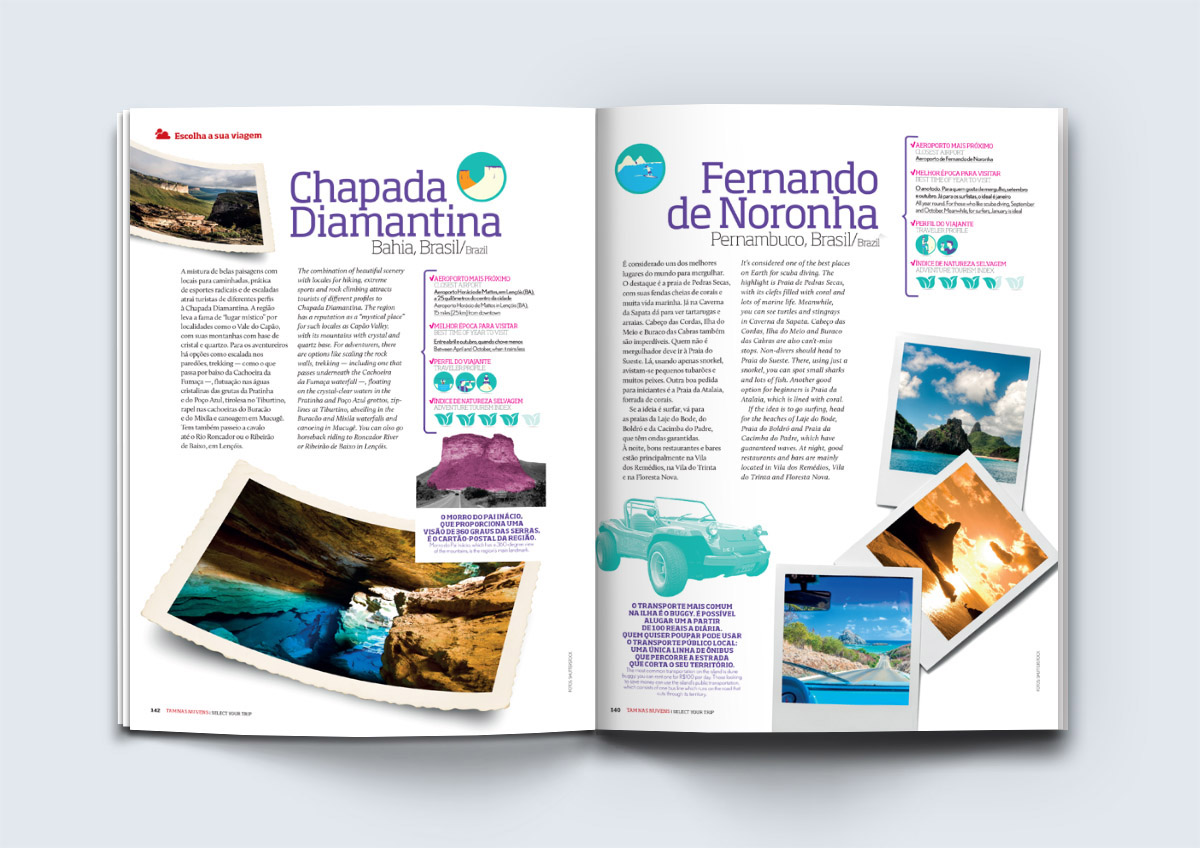 Escolha a sua viagem
Chapada
Diamantina
Bahia, Brasil/Brazil
A mistura de belas paisagens com
locais para caminhadas, prática
de esportes radicais e de escaladas
atrai turistas de diferentes perfis
à Chapada Diamantina. A região
leva a fama de "lugar místico" por
localidades como o Vale do Capão,
com suas montanhas com base de
cristal e quartzo. Para os aventureiros
há opções como escalada nos
paredões, trekking — como o que
passa por baixo da Cachoeira da
Fumaça —, flutuação nas águas
cristalinas das grutas da Pratinha
e do Poço Azul, tirolesa no Tiburtino,
rapel nas cachoeiras do Buracão
e do Mixila e canoagem em Mucugê.
Tem também passeio a cavalo
até o Rio Roncador ou o Ribeirão
de Baixo, em Lençóis.
The combination of beautiful scenery
with locales for hiking, extreme
sports and rock climbing attracts
tourists of different profiles to
Chapada Diamantina. The region
has a reputation as a "mystical place"
for such locales as Capão Valley,
with its mountains with crystal and
quartz base. For adventurers, there
are options like scaling the rock
walls, trekking — including one that
passes underneath the Cachoeira
da Fumaça waterfall —, floating
on the crystal-clear waters in the
Pratinha and Poço Azul grottos, zip-
lines at Tibutino, abseiling in the
Buracão and Mixila waterfalls and
canoring in Mucugê. You can also go
horseback riding to Roncador River
or Ribeirão de Baixo in Lençóis.
AEROPORTO MAIS PRÓXIMO
CLOSEST AIRPORT
Aeroporto Horácio de Mattos, em Lençóis (BA),
a 25 quilômetros do centro da cidade
Aeroporto Horácio de Mattos in Lençóis (BA),
15 miles [25 km] from downtown
MELHOR ÉPOCA PARA VISITAR
BEST TIME OF YEAR TO VISIT
Entre abril e outubro, quando chove menos
Between April and October, when it rains less
PERFIL DO VIAJANTE
TRAVELER PROFILE
ÍNDICE DE NATUREZA SELVAGEM
ADVENTURE TOURISM INDEX
O MORRO DO PAI INÁCIO,
QUE PROPORCIONA UMA
VISÃO DE 360 GRAUS DAS SERRAS,
É O CARTÃO-POSTAL DA REGIÃO.
Morro do Pai Inácio, which has a 360-degree view
of the mountains, is the region's main landmark.
FOTOS: SHUTTERSTOCK
142 TAM NAS NUVENS | SELECT YOUR TRIP
Fernando
de Noronha
Pernambuco, Brasil/Brazil
É considerado um dos melhores
lugares do mundo para mergulhar.
O destaque é a praia de Pedras Secas,
com suas fendas cheias de corais e
muita vida marinha. Já na Caverna
da Sapata dá para ver tartarugas e
arraias. Cabeço das Cordas, Ilha do
Meio e Buraco das Cabras também
são imperdíveis. Quem não é
mergulhador deve ir à Praia do
Sueste. Lá, usando apenas snorkel,
avistam-se pequenos tubarões e
muitos peixes. Outra boa pedida
para iniciantes é a Praia da Atalaia,
forrada de corais.
Se a ideia é surfar, vá para
as praias da Laje do Bode, do
Boldró e da Cacimba do Padre,
que têm ondas garantidas.
À noite, bons restaurantes e bares
estão principalmente na Vila
dos Remédios, na Vila do Trinta
e na Floresta Nova.
It's considered one of the best places
on Earth for scuba diving. The
highlight is Praia de Pedras Secas,
with its clefts filled with coral and
lots of marine life. Meanwhile,
you can see turtles and stingrays
in Caverna da Sapata. Cabeço das
Cordas, Ilha do Meio and Buraco
das Cabras are also can't-miss
stops. Non-divers should head to
Praia do Sueste. There, using just a
snorkel, you can spot small sharks
and lots of fish. Another good
option for beginners is Praia da
Atalaia, which is lined with coral.
If the idea is to go surfing, head
for the beaches of Laje do Bode,
Praia do Boldró and Praia da
Cacimba do Padre, which have
guaranteed waves. At night, good
restaurants and bars are mainly
located in Vila dos Remédios, Vila
do Trinta and Floresta Nova.
AEROPORTO MAIS PRÓXIMO
CLOSEST AIRPORT
Aeroporto de Fernando de Noronha
MELHOR ÉPOCA PARA VISITAR
BEST TIME OF YEAR TO VISIT
O ano todo. Para quem gosta de mergulho, setembro
e outubro. Já para os surfistas, o ideal é janeiro
All year round. For those who like scuba diving, September
and October. Meanwhile, for surfers, January is ideal
PERFIL DO VIAJANTE
TRAVELER PROFILE
ÍNDICE DE NATUREZA SELVAGEM
ADVENTURE TOURISM INDEX
O TRANSPORTE MAIS COMUM
NA ILHA É O BUGGY. É POSSÍVEL
ALUGAR UM A PARTIR
DE 100 REAIS A DIÁRIA.
QUEM QUISER POUPAR PODE USAR
O TRANSPORTE PÚBLICO LOCAL:
UMA ÚNICA LINHA DE ÔNIBUS
QUE PERCORRE A ESTRADA
QUE CORTA O SEU TERRITÓRIO.
The most common transportation on the island is dune
buggy; you can rent one for R$100 per day. Those looking
to save money can use the island's public transportation,
which consists of one bus line which runs on the road that
cuts through its territory.
FOTOS: SHUTTERSTOCK
140 TAM NAS NUVENS | SELECT YOUR TRIP